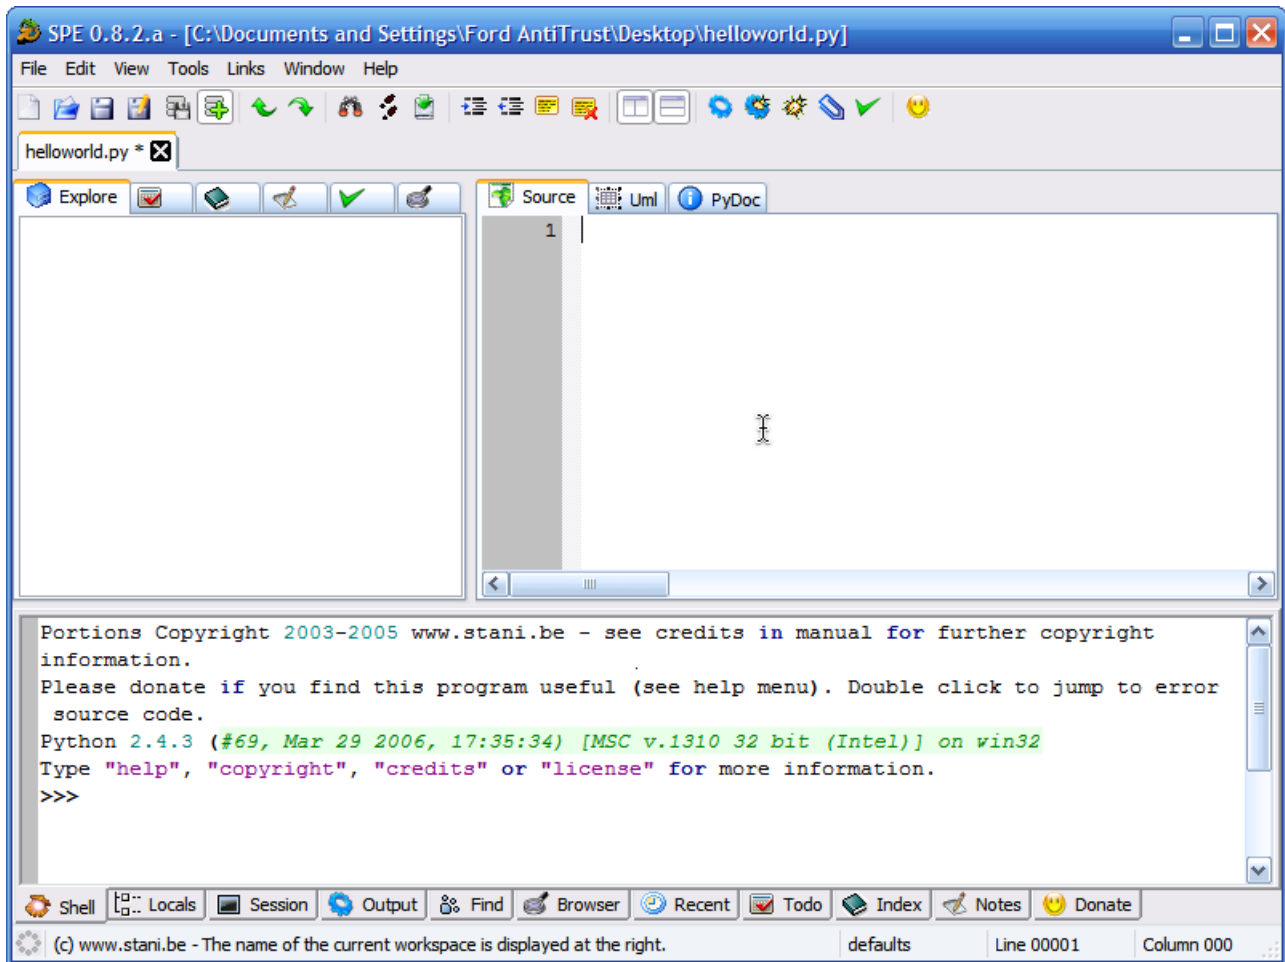 SPE 0.8.2.a - [C:\Documents and Settings\Ford AntiTrust\Desktop\helloworld.py]
File Edit View Tools Links Window Help
helloworld.py *
Explore
Source Uml PyDoc
1
Portions Copyright 2003-2005 www.stani.be - see credits in manual for further copyright
information.
Please donate if you find this program useful (see help menu). Double click to jump to error
source code.
Python 2.4.3 (#69, Mar 29 2006, 17:35:34) [MSC v.1310 32 bit (Intel)] on win32
Type "help", "copyright", "credits" or "license" for more information.
>>>
Shell Locals Session Output Find Browser Recent Todo Index Notes Donate
(c) www.stani.be - The name of the current workspace is displayed at the right. defaults Line 00001 Column 000